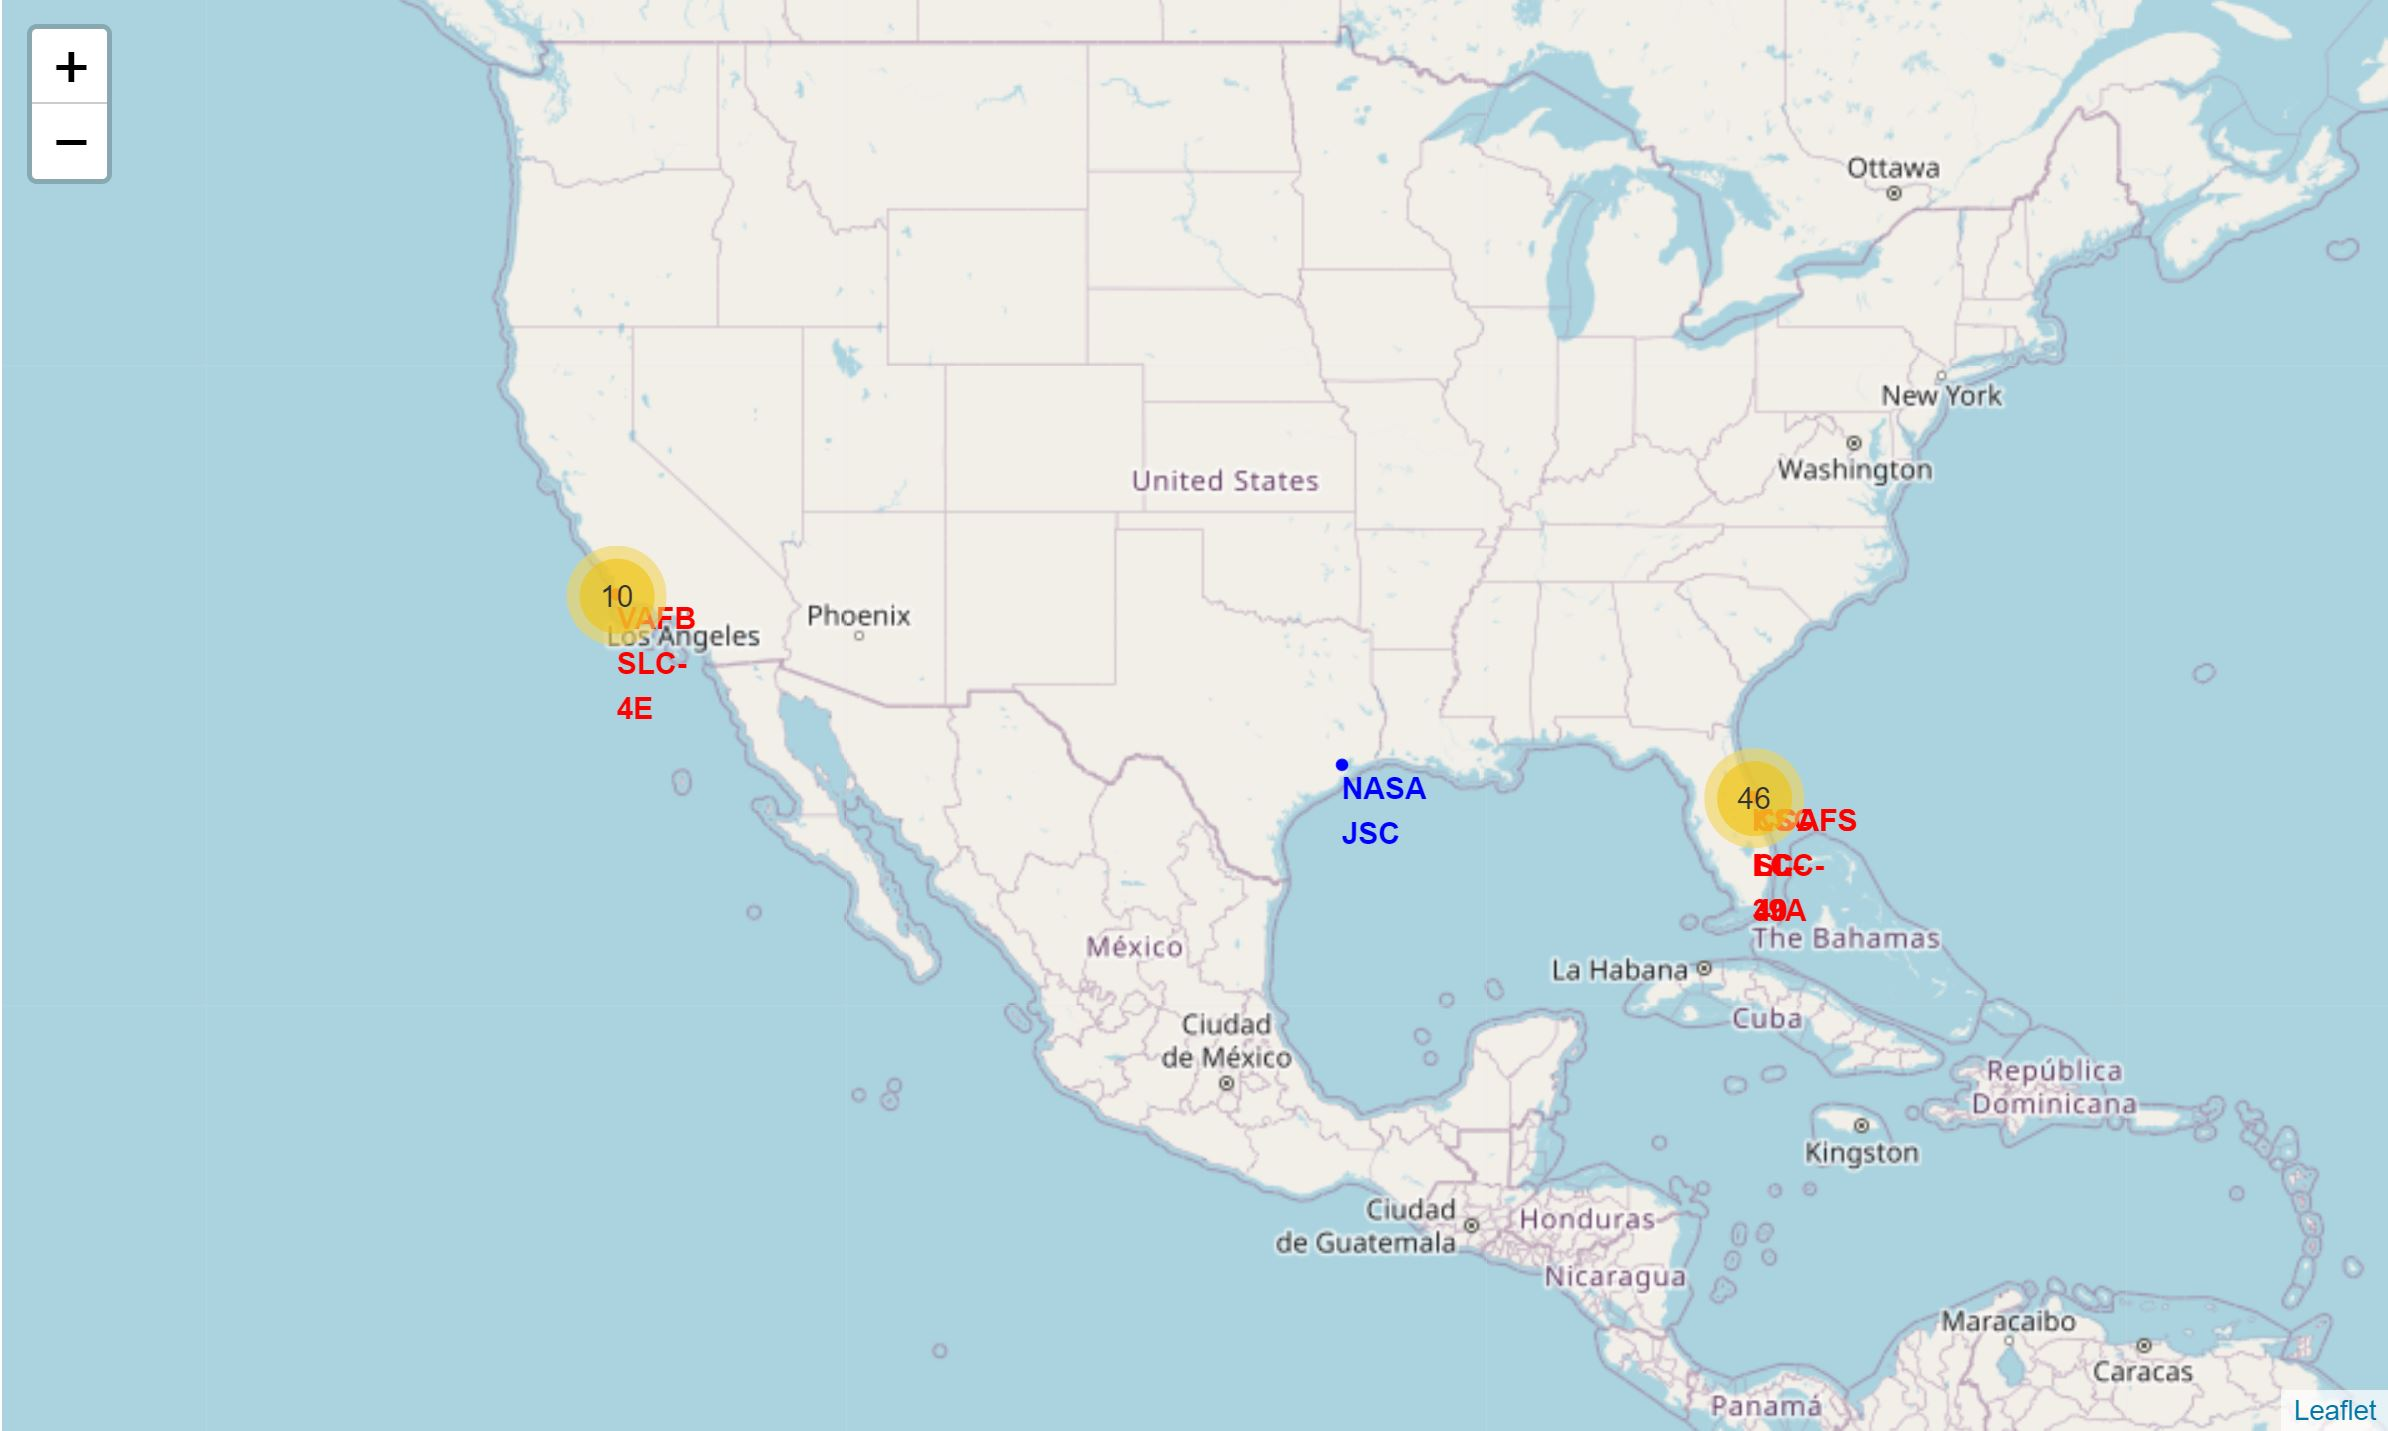 +
−
Ottawa
New York
Washington
United States
10
VAFB
Los Angeles
SLC-
4E
Phoenix
NASA
JSC
46
The Bahamas
La Habana
Cuba
México
Ciudad
de México
República
Dominicana
Kingston
Ciudad
de Guatemala
Honduras
Nicaragua
Maracaibo
Caracas
Panamá
Leaflet